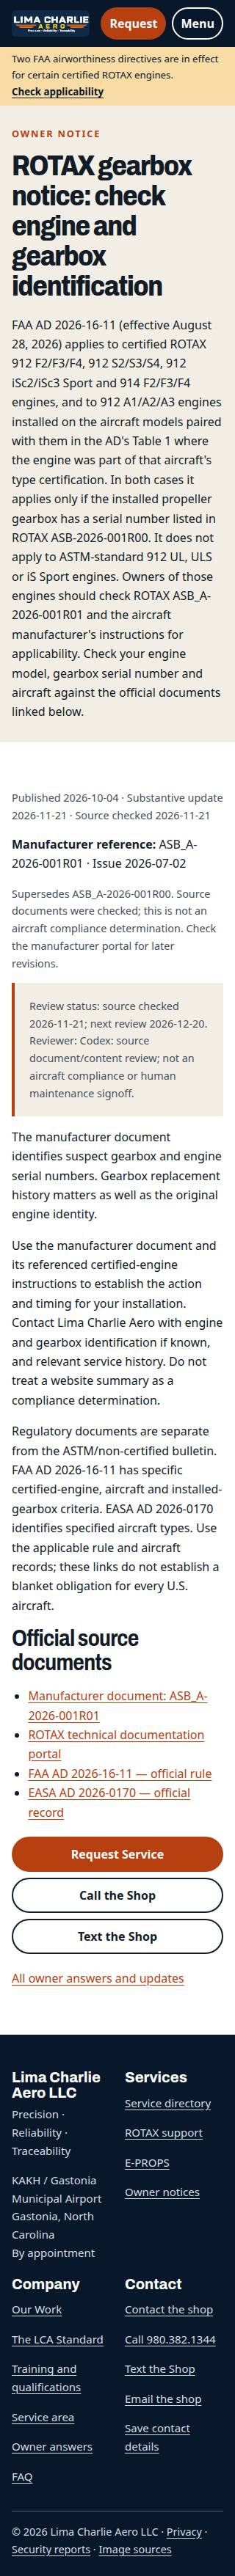 LIMA CHARLIE
AERO
Precision · Reliability · Traceability
Request
Menu
Two FAA airworthiness directives are in effect
for certain certified ROTAX engines.
Check applicability
OWNER NOTICE
ROTAX gearbox
notice: check
engine and
gearbox
identification
FAA AD 2026-16-11 (effective August
28, 2026) applies to certified ROTAX
912 F2/F3/F4, 912 S2/S3/S4, 912
iSc2/iSc3 Sport and 914 F2/F3/F4
engines, and to 912 A1/A2/A3 engines
installed on the aircraft models paired
with them in the AD's Table 1 where
the engine was part of that aircraft's
type certification. In both cases it
applies only if the installed propeller
gearbox has a serial number listed in
ROTAX ASB-2026-001R00. It does not
apply to ASTM-standard 912 UL, ULS
or iS Sport engines. Owners of those
engines should check ROTAX ASB_A-
2026-001R01 and the aircraft
manufacturer's instructions for
applicability. Check your engine
model, gearbox serial number and
aircraft against the official documents
linked below.
Published 2026-10-04 · Substantive update
2026-11-21 · Source checked 2026-11-21
Manufacturer reference: ASB_A-
2026-001R01 · Issue 2026-07-02
Supersedes ASB_A-2026-001R00. Source
documents were checked; this is not an
aircraft compliance determination. Check
the manufacturer portal for later
revisions.
Review status: source checked
2026-11-21; next review 2026-12-20.
Reviewer: Codex: source
document/content review; not an
aircraft compliance or human
maintenance signoff.
The manufacturer document
identifies suspect gearbox and engine
serial numbers. Gearbox replacement
history matters as well as the original
engine identity.
Use the manufacturer document and
its referenced certified-engine
instructions to establish the action
and timing for your installation.
Contact Lima Charlie Aero with engine
and gearbox identification if known,
and relevant service history. Do not
treat a website summary as a
compliance determination.
Regulatory documents are separate
from the ASTM/non-certified bulletin.
FAA AD 2026-16-11 has specific
certified-engine, aircraft and installed-
gearbox criteria. EASA AD 2026-0170
identifies specified aircraft types. Use
the applicable rule and aircraft
records; these links do not establish a
blanket obligation for every U.S.
aircraft.
Official source
documents
• Manufacturer document: ASB_A-
2026-001R01
• ROTAX technical documentation
portal
• FAA AD 2026-16-11 — official rule
• EASA AD 2026-0170 — official
record
Request Service
Call the Shop
Text the Shop
All owner answers and updates
Lima Charlie
Aero LLC
Precision ·
Reliability ·
Traceability
KAKH / Gastonia
Municipal Airport
Gastonia, North
Carolina
By appointment
Services
Service directory
ROTAX support
E-PROPS
Owner notices
Company
Our Work
The LCA Standard
Training and
qualifications
Service area
Owner answers
FAQ
Contact
Contact the shop
Call 980.382.1344
Text the Shop
Email the shop
Save contact
details
© 2026 Lima Charlie Aero LLC · Privacy ·
Security reports · Image sources